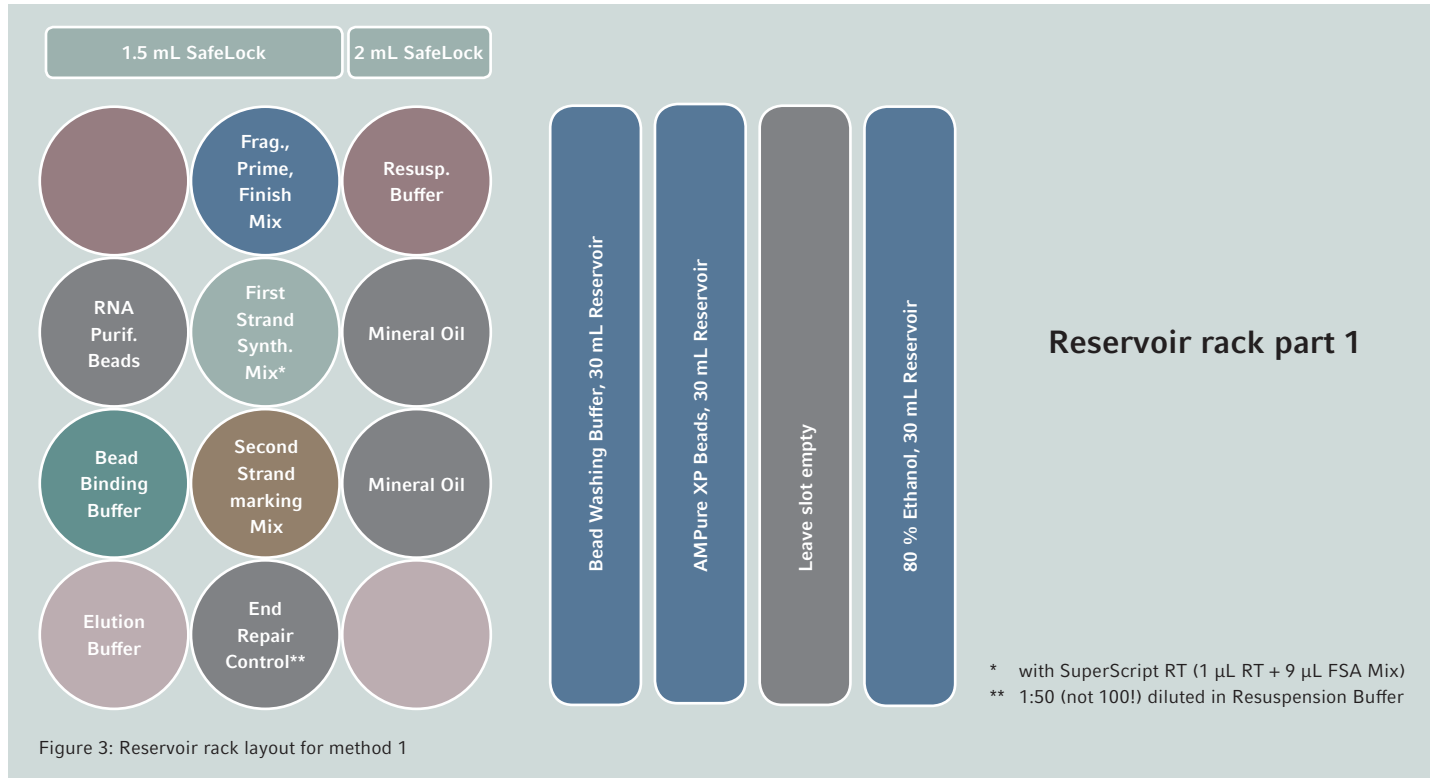 1.5 mL SafeLock
2 mL SafeLock
Frag.,
Prime,
Finish
Mix
Resusp.
Buffer
RNA
Purif.
Beads
First
Strand
Synth.
Mix*
Mineral Oil
Bead
Binding
Buffer
Second
Strand
marking
Mix
Mineral Oil
Elution
Buffer
End
Repair
Control**
Bead Washing Buffer, 30 mL Reservoir
AMPure XP Beads, 30 mL Reservoir
Leave slot empty
80 % Ethanol, 30 mL Reservoir
Reservoir rack part 1
* with SuperScript RT (1 µL RT + 9 µL FSA Mix)
** 1:50 (not 100!) diluted in Resuspension Buffer
Figure 3: Reservoir rack layout for method 1